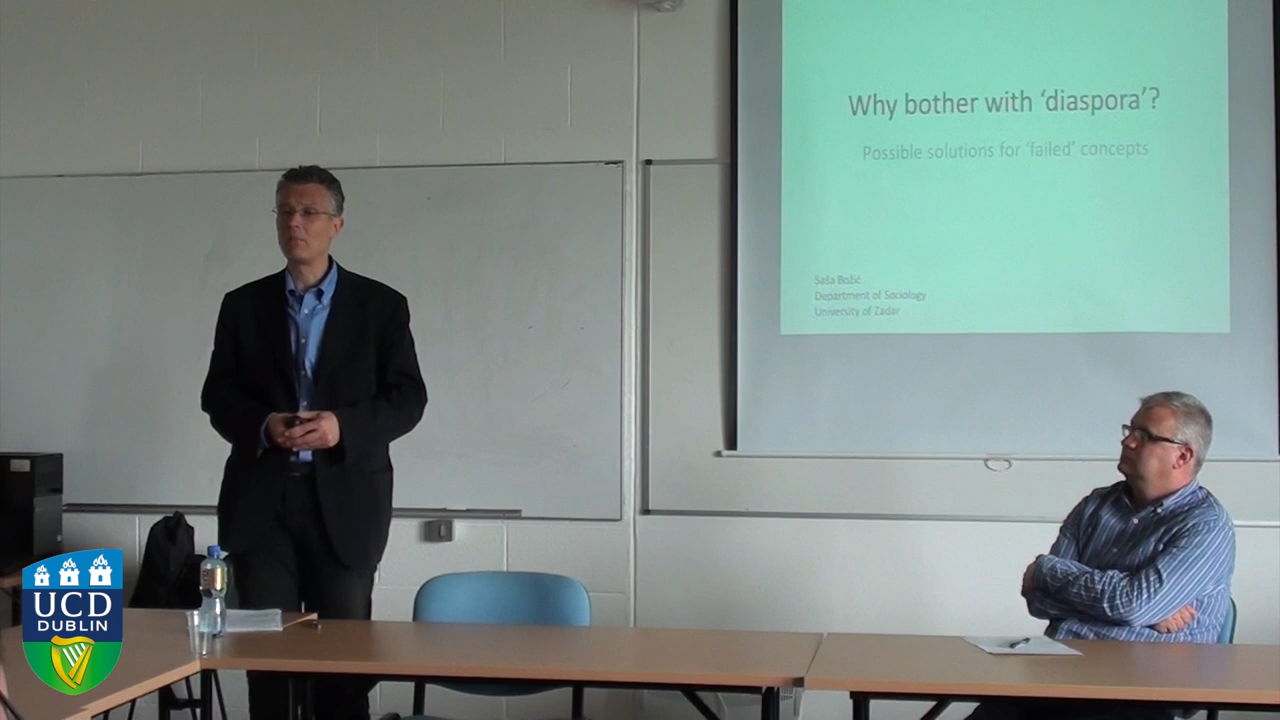 Why bother with 'diaspora'?
Possible solutions for 'failed' concepts
Saša Božić
Department of Sociology
University of Zadar
UCD
DUBLIN